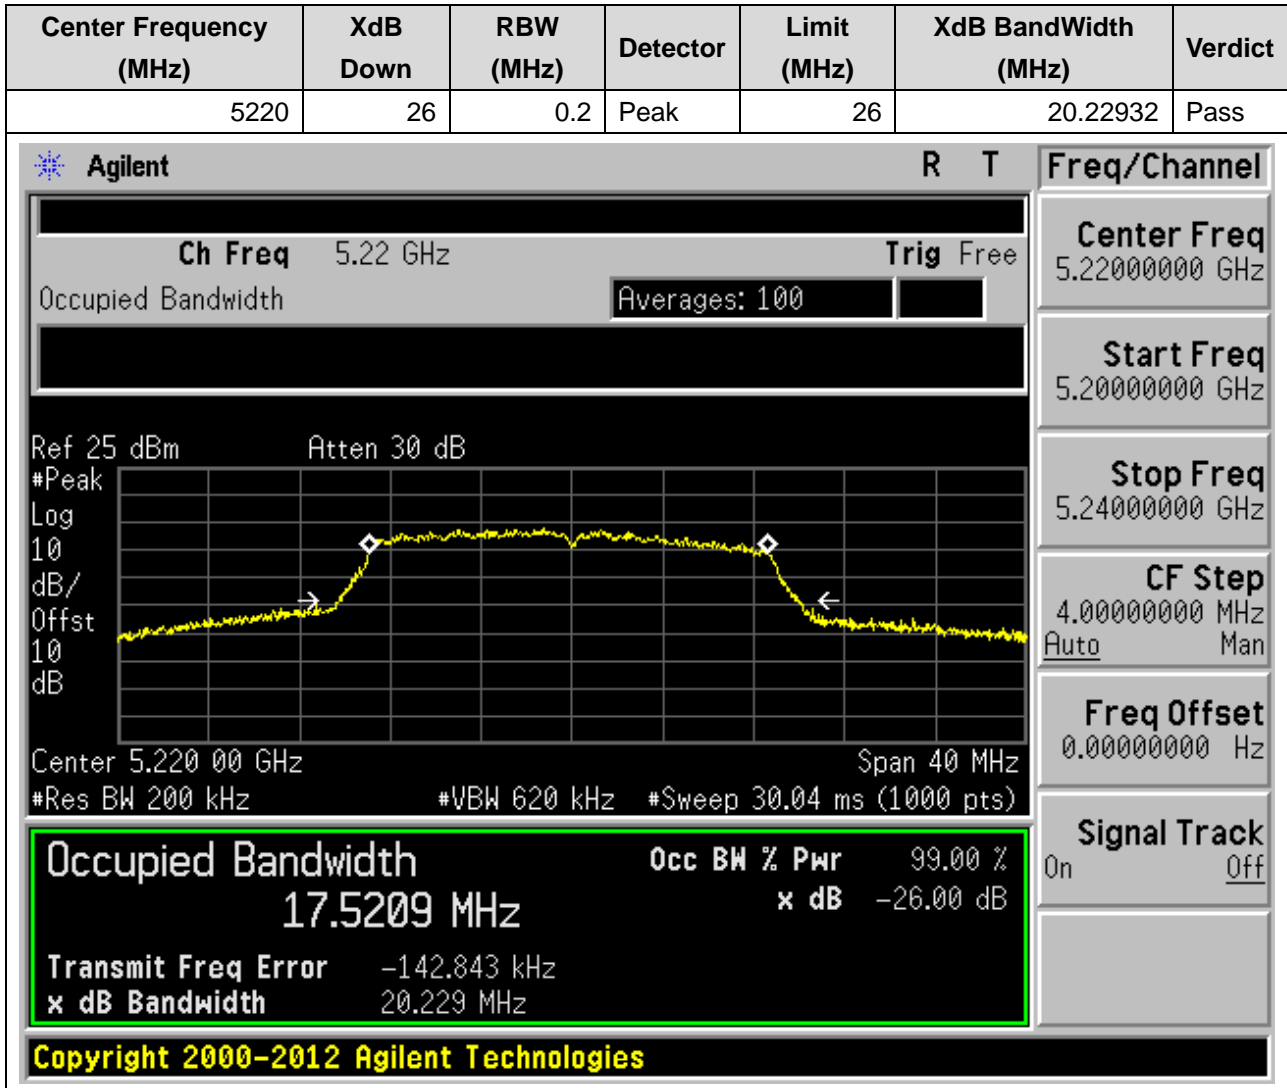 Center Frequency (MHz) XdB Down RBW (MHz) Detector Limit (MHz) XdB BandWidth (MHz) Verdict
5220 26 0.2 Peak 26 20.22932 Pass
Agilent R T
Ch Freq 5.22 GHz Trig Free
Occupied Bandwidth Averages: 100
Ref 25 dBm Atten 30 dB
#Peak
Log
10
dB/
Offst
10
dB
Center 5.220 00 GHz Span 40 MHz
#Res BW 200 kHz #VBW 620 kHz #Sweep 30.04 ms (1000 pts)
Occupied Bandwidth Occ BW % Pwr 99.00 %
17.5209 MHz x dB -26.00 dB
Transmit Freq Error -142.843 kHz
x dB Bandwidth 20.229 MHz
Copyright 2000-2012 Agilent Technologies
Freq/Channel
Center Freq
5.22000000 GHz
Start Freq
5.20000000 GHz
Stop Freq
5.24000000 GHz
CF Step
4.00000000 MHz
Auto Man
Freq Offset
0.00000000 Hz
Signal Track
On Off